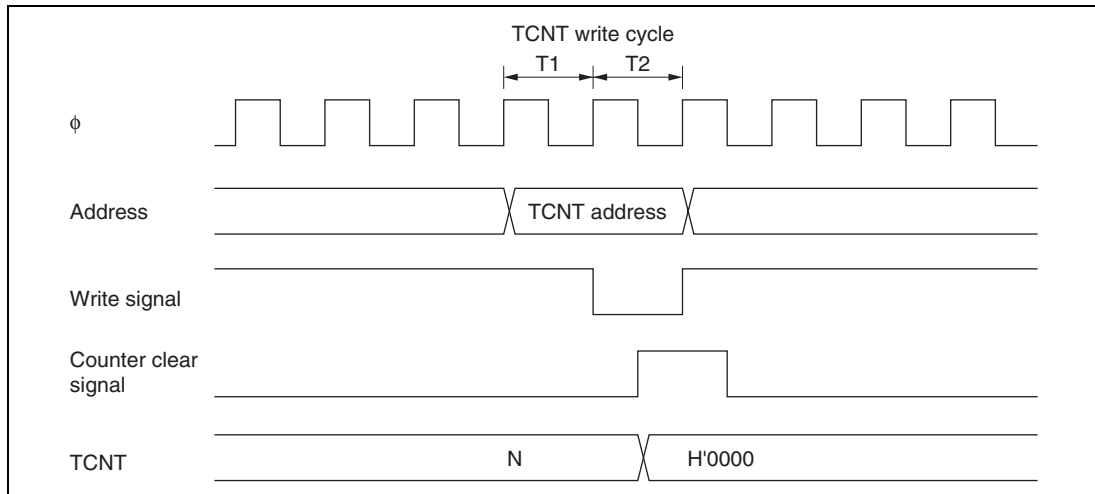 TCNT write cycle
T1 T2
ϕ
Address TCNT address
Write signal
Counter clear
signal
TCNT N H'0000